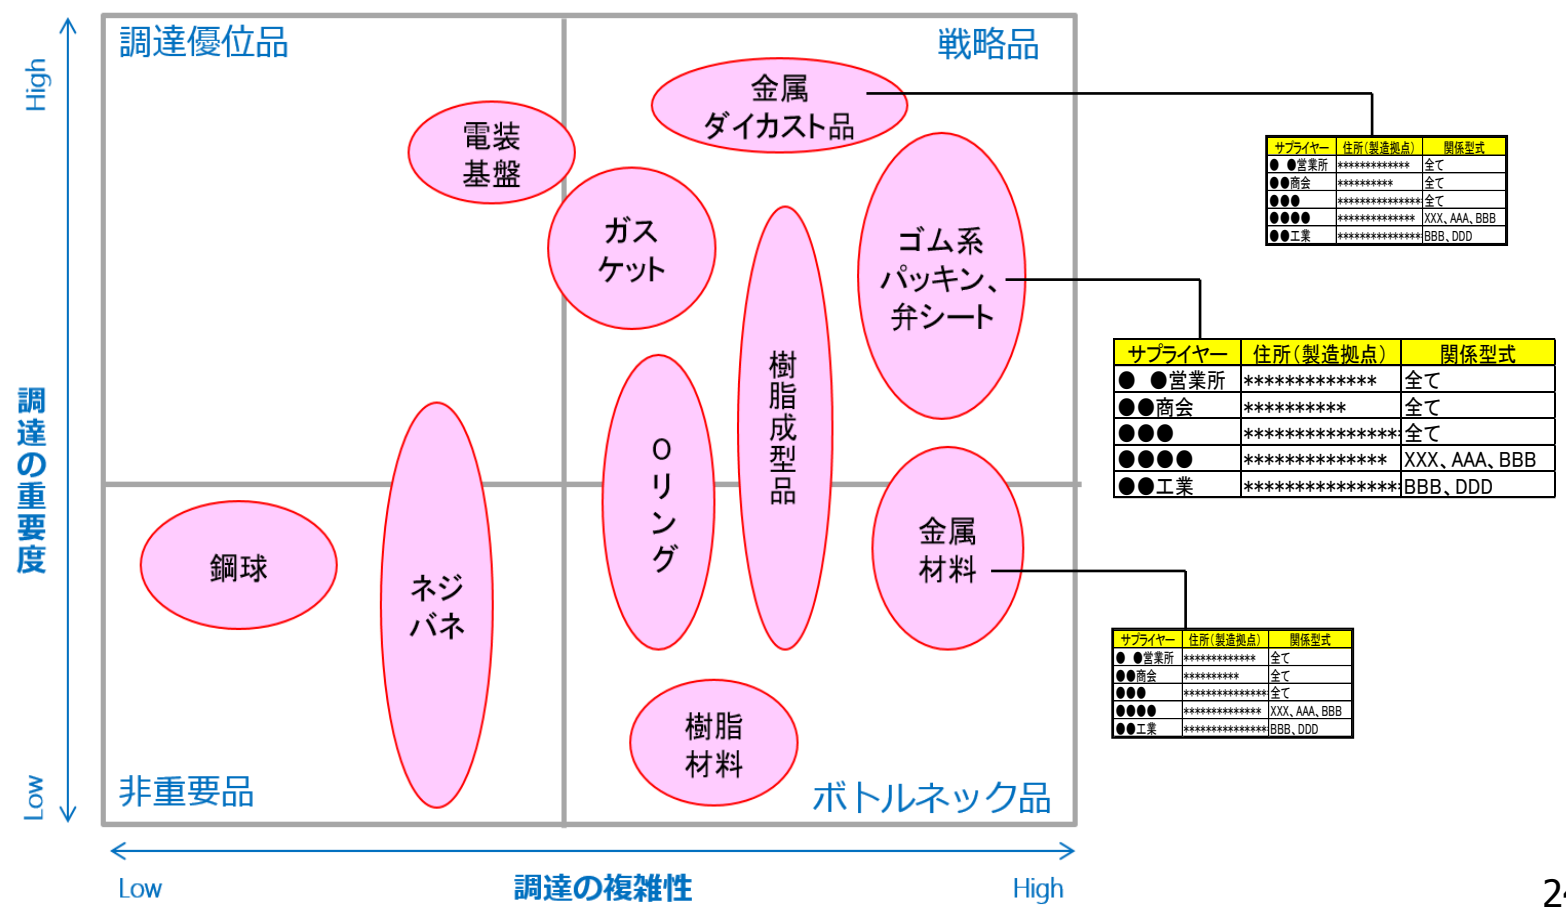 調達優位品
戦略品
High
金属
ダイカスト品
電装
基盤
ガス
ケット
ゴム系
パッキン、
弁シート
樹脂成型品
Oリング
調達の重要度
鋼球
ネジ
バネ
金属
材料
樹脂
材料
Low
非重要品
ボトルネック品
Low
調達の複雑性
High
サプライヤー 住所(製造拠点) 関係型式
● ●営業所 ************* 全て
●●商会 ********** 全て
●●● *************** 全て
●●●● ************** XXX、AAA、BBB
●●工業 *************** BBB、DDD
サプライヤー 住所(製造拠点) 関係型式
● ●営業所 ************* 全て
●●商会 ********** 全て
●●● *************** 全て
●●●● ************** XXX、AAA、BBB
●●工業 *************** BBB、DDD
サプライヤー 住所(製造拠点) 関係型式
● ●営業所 ************* 全て
●●商会 ********** 全て
●●● *************** 全て
●●●● ************** XXX、AAA、BBB
●●工業 *************** BBB、DDD